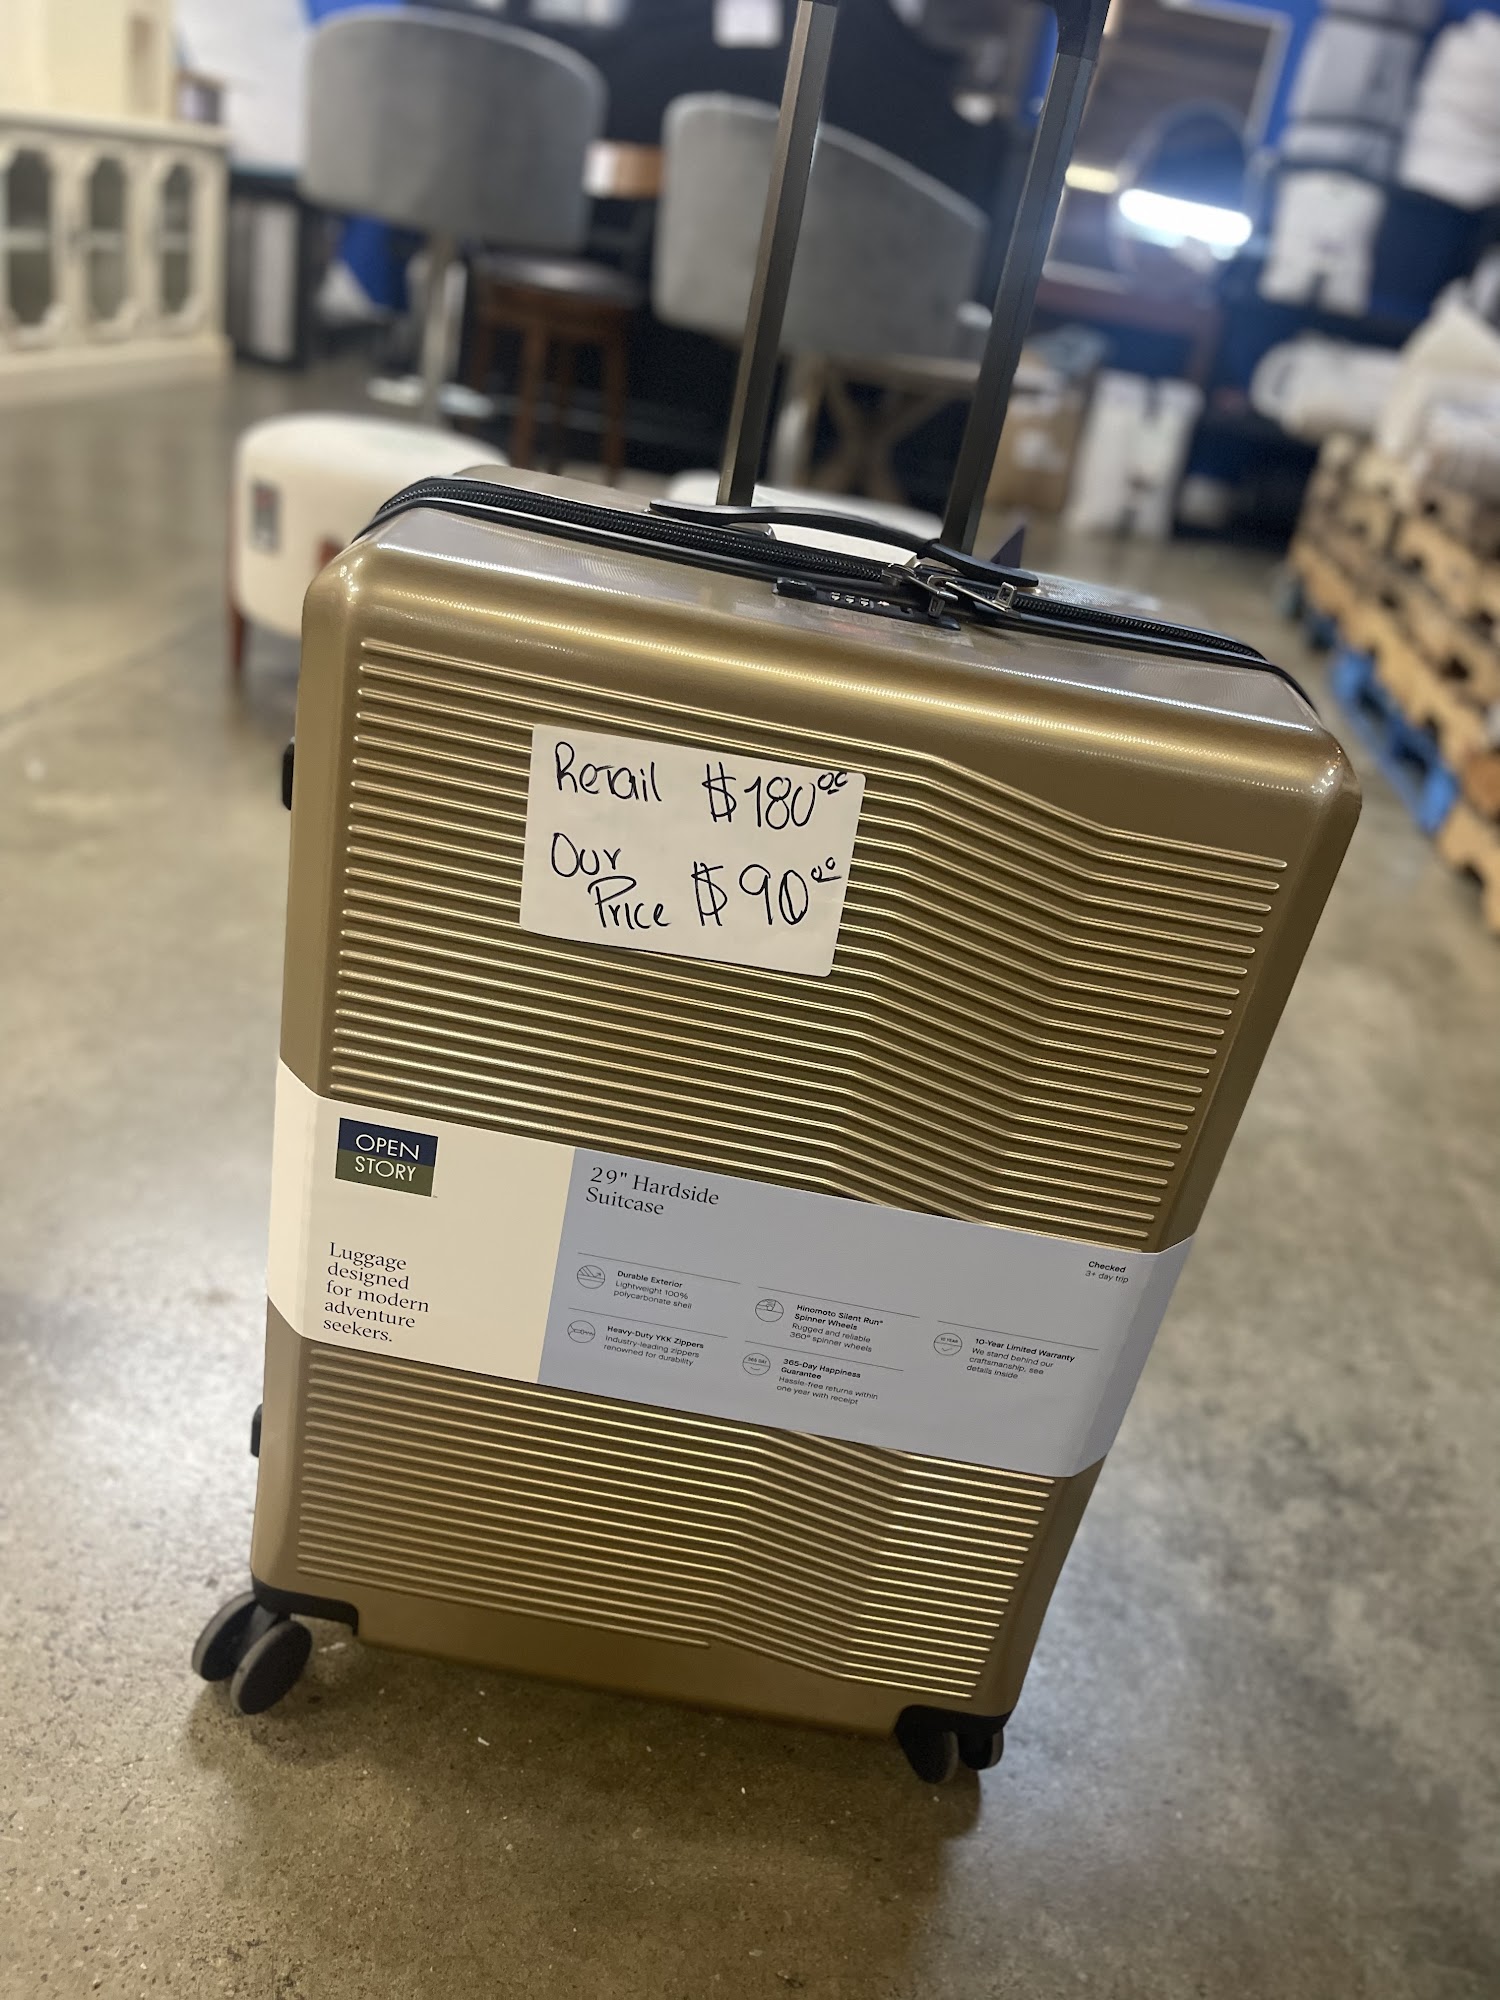 Retail $180.00
Our
Price $90.00
OPEN
STORY
Luggage
designed
for modern
adventure
seekers.
29" Hardside
Suitcase
Checked
3+ day trip
Durable Exterior
Lightweight 100%
polycarbonate shell
Heavy-Duty YKK Zippers
Industry-leading zippers
renowned for durability
Hinomoto Silent Run®
Spinner Wheels
Rugged and reliable
360° spinner wheels
365-Day Happiness
Guarantee
Hassle-free returns within
one year with receipt
10-Year Limited Warranty
We stand behind our
craftsmanship, see
details inside